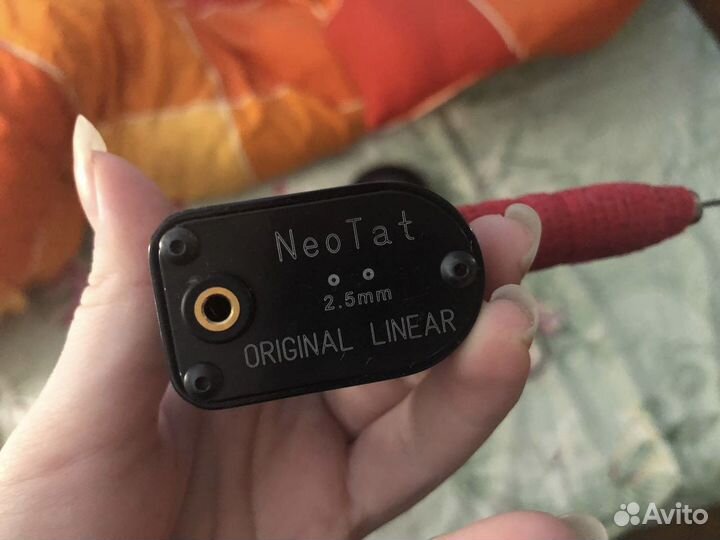 NeoTat
2.5mm
ORIGINAL LINEAR
Avito